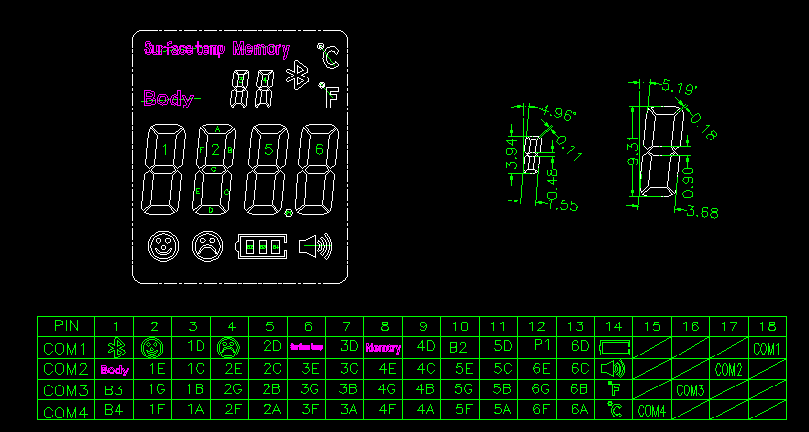 Surface temp Memory
°C
Body
°F
A
1 F 2 B 5 6
G
E C
D
4.96°
0.11
3.94
0.48
1.55
5.19°
0.18
9.31
0.90
3.68
PIN 1 2 3 4 5 6 7 8 9 10 11 12 13 14 15 16 17 18
COM1 1D 2D Surface temp 3D Memory 4D B2 5D P1 6D COM1
COM2 Body 1E 1C 2E 2C 3E 3C 4E 4C 5E 5C 6E 6C COM2
COM3 B3 1G 1B 2G 2B 3G 3B 4G 4B 5G 5B 6G 6B °F COM3
COM4 B4 1F 1A 2F 2A 3F 3A 4F 4A 5F 5A 6F 6A °C COM4